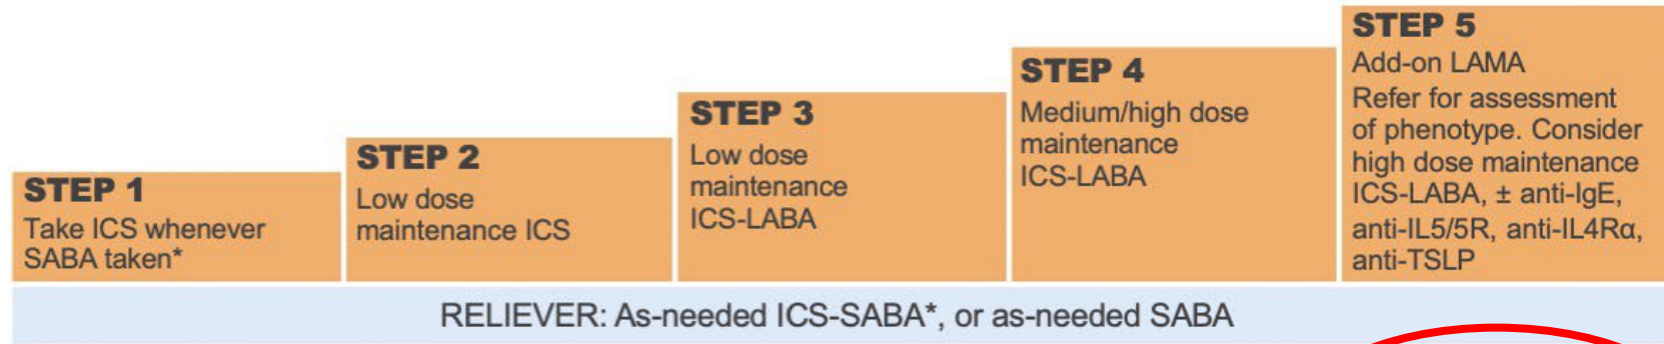 STEP 1
Take ICS whenever
SABA taken*
STEP 2
Low dose
maintenance ICS
STEP 3
Low dose
maintenance
ICS-LABA
STEP 4
Medium/high dose
maintenance
ICS-LABA
STEP 5
Add-on LAMA
Refer for assessment
of phenotype. Consider
high dose maintenance
ICS-LABA, ± anti-IgE,
anti-IL5/5R, anti-IL4Rα,
anti-TSLP
RELIEVER: As-needed ICS-SABA*, or as-needed SABA